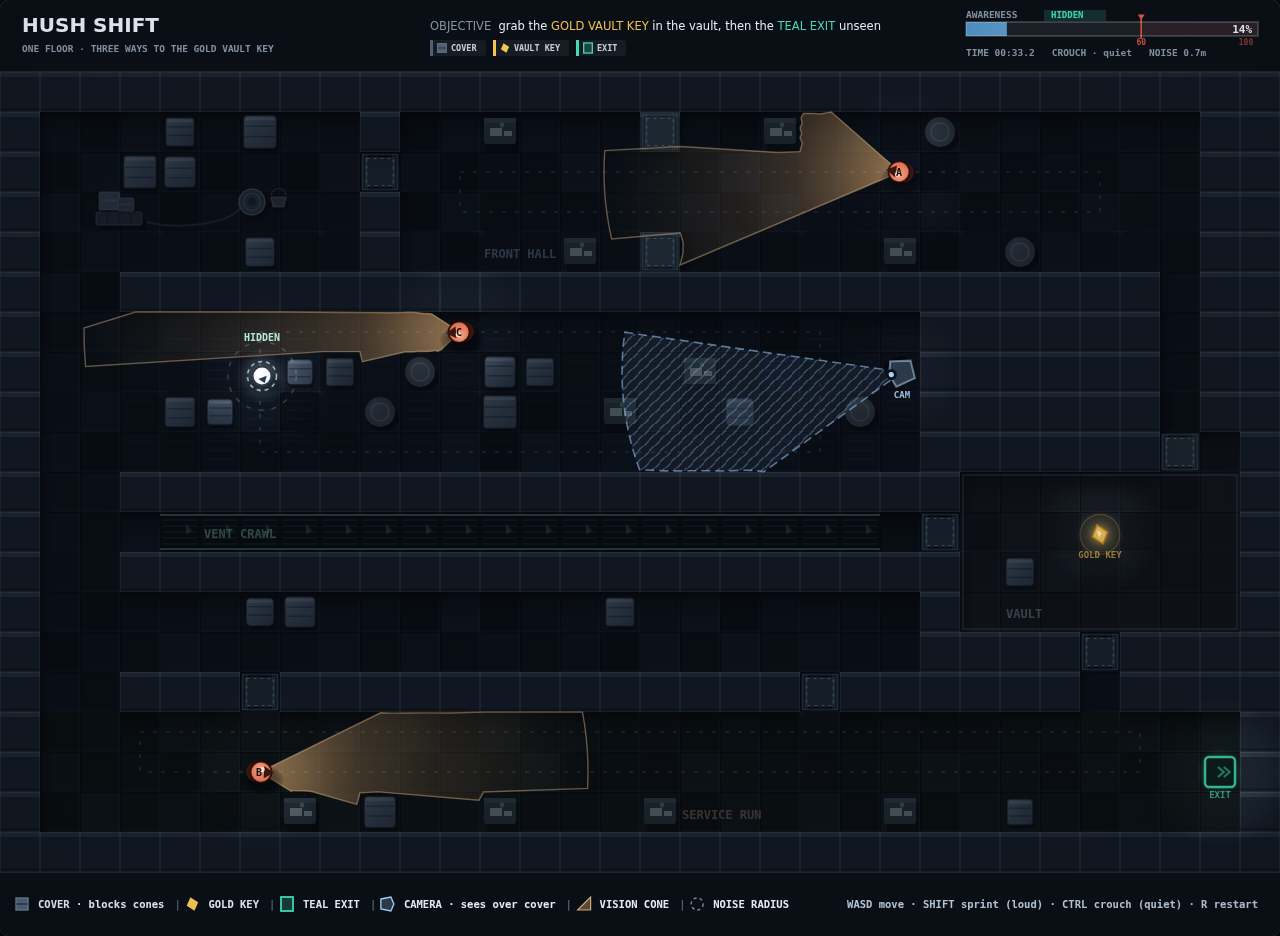 HUSH SHIFT
ONE FLOOR · THREE WAYS TO THE GOLD VAULT KEY
OBJECTIVE grab the GOLD VAULT KEY in the vault, then the TEAL EXIT unseen
COVER VAULT KEY EXIT
AWARENESS HIDDEN
14%
60 100
TIME 00:33.2 CROUCH · quiet NOISE 0.7m
A
FRONT HALL
C
HIDDEN
CAM
VENT CRAWL
GOLD KEY
VAULT
B
EXIT
SERVICE RUN
COVER · blocks cones | GOLD KEY | TEAL EXIT | CAMERA · sees over cover | VISION CONE | NOISE RADIUS
WASD move · SHIFT sprint (loud) · CTRL crouch (quiet) · R restart